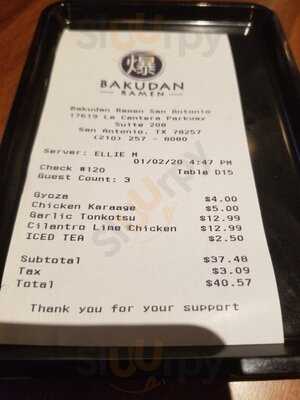 爆
BAKUDAN
RAMEN
Bakudan Ramen San Antonio
17619 La Cantera Parkway
Suite 208
San Antonio, TX 78257
(210) 257 - 8080
Server: ELLIE M
01/02/20 4:47 PM
Check #120 Table D15
Guest Count: 3
Gyoza $4.00
Chicken Karaage $5.00
Garlic Tonkotsu $12.99
Cilantro Lime Chicken $12.99
ICED TEA $2.50
Subtotal $37.48
Tax $3.09
Total $40.57
Thank you for your support